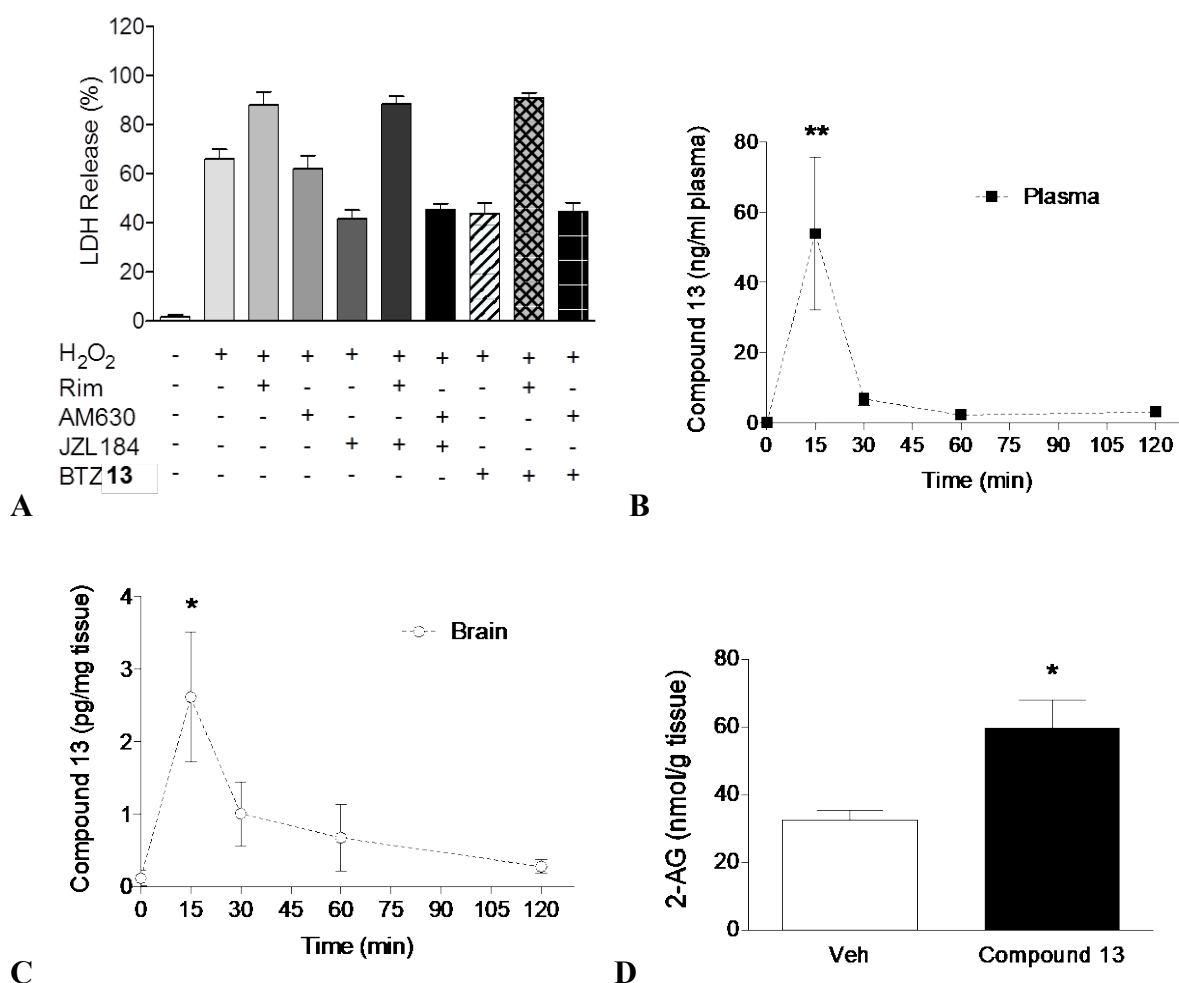 120
100
80
60
40
20
0
LDH Release (%)
H₂O₂ - + + + + + + + + +
Rim - - + - - + - - + -
AM630 - - - + - - + - - +
JZL184 - - - - + + + - - -
BTZ13 - - - - - - - + + +
A
**
80
60
40
20
0
Compound 13 (ng/ml plasma)
Plasma
0 15 30 45 60 75 90 105 120
Time (min)
B
*
4
3
2
1
0
Compound 13 (pg/mg tissue)
Brain
0 15 30 45 60 75 90 105 120
Time (min)
C
*
80
60
40
20
0
2-AG (nmol/g tissue)
Veh Compound 13
D